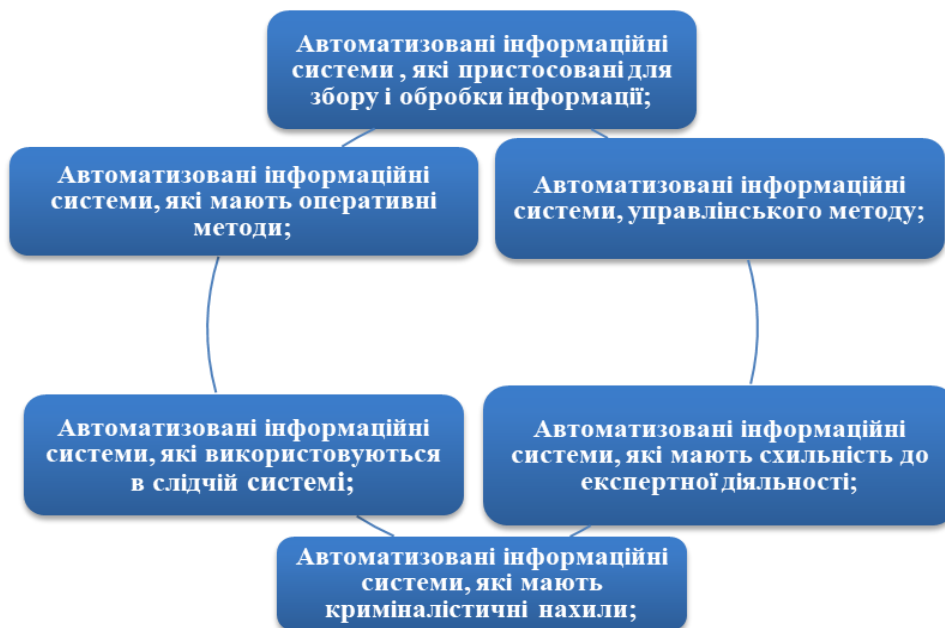 Автоматизовані інформаційні
системи , які пристосовані для
збору і обробки інформації;
Автоматизовані інформаційні
системи, які мають оперативні
методи;
Автоматизовані інформаційні
системи, управлінського методу;
Автоматизовані інформаційні
системи, які використовуються
в слідчій системі;
Автоматизовані інформаційні
системи, які мають схильність до
експертної діяльності;
Автоматизовані інформаційні
системи, які мають
криміналістичні нахили;